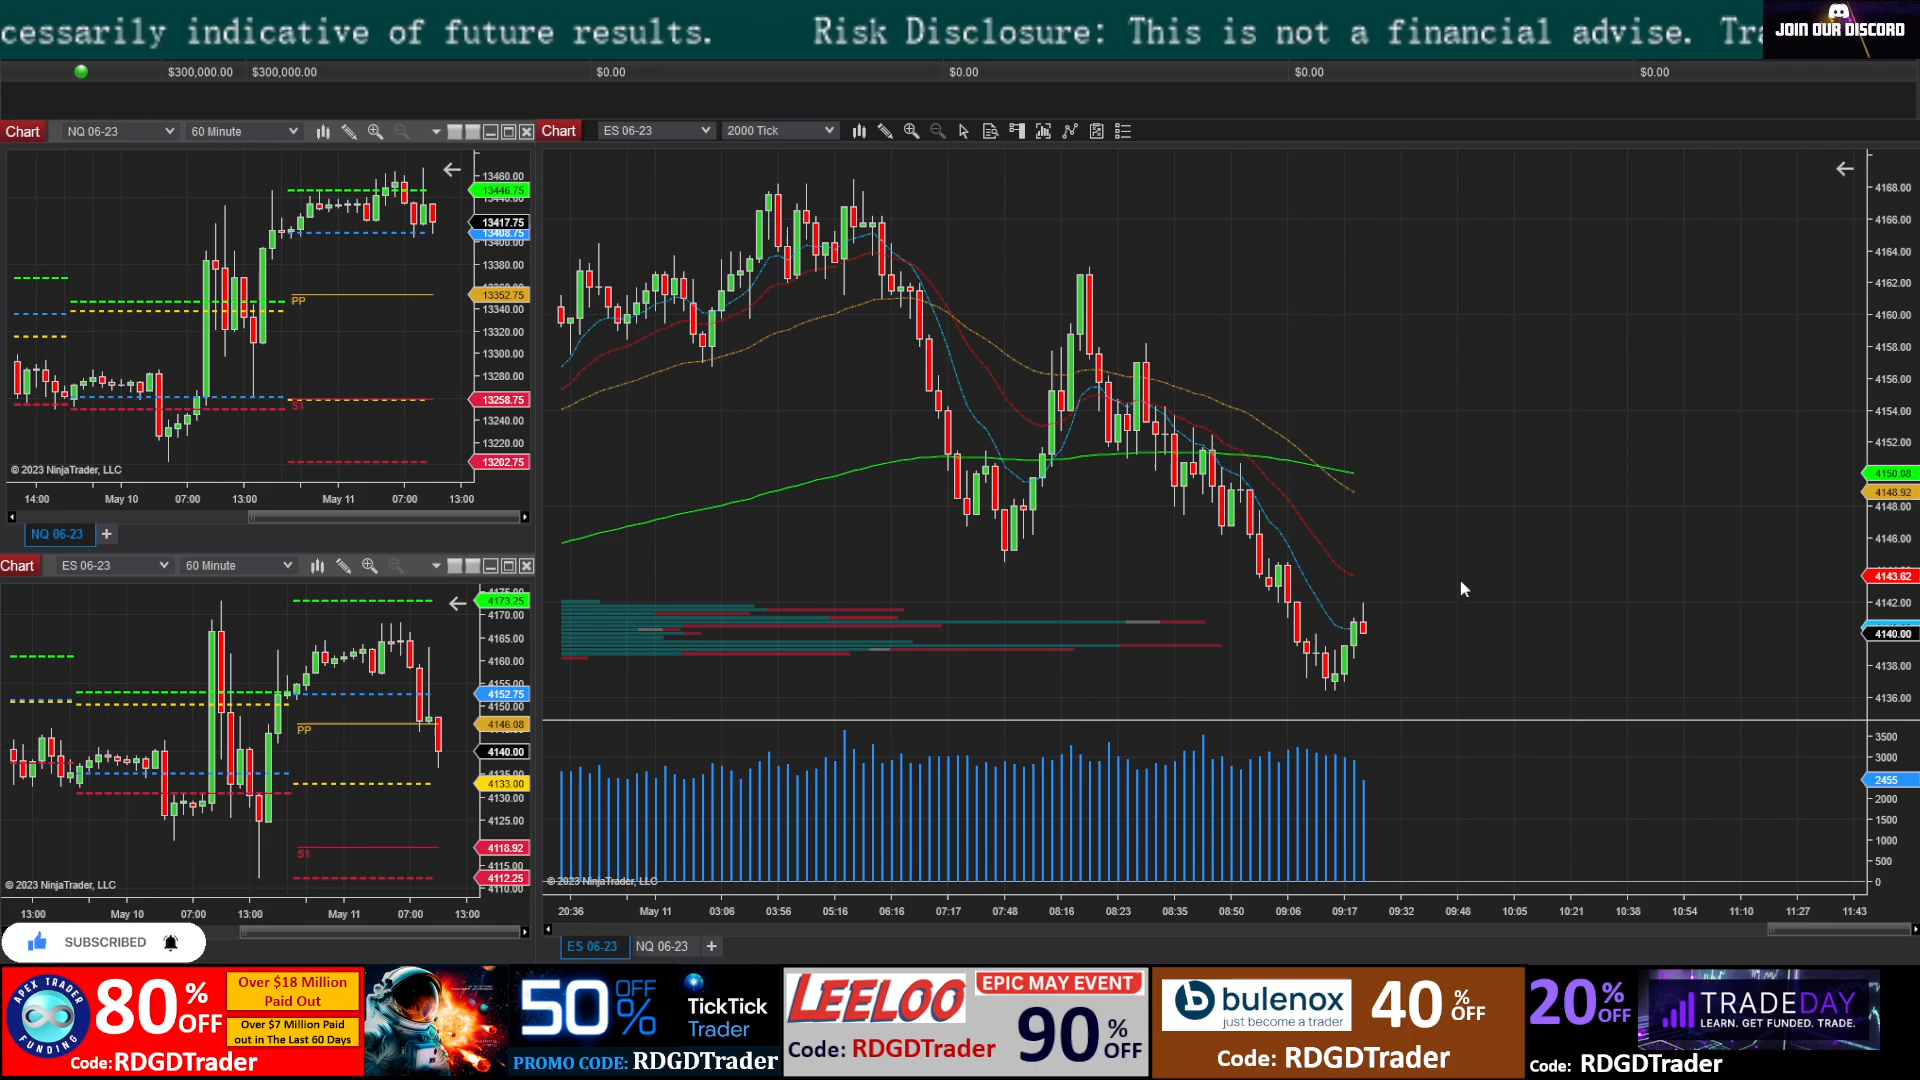 cessarily indicative of future results.    Risk Disclosure: This is not a financial advise. Tra
JOIN OUR DISCORD
$300,000.00 $300,000.00 $0.00 $0.00 $0.00 $0.00
Chart NQ 06-23 60 Minute
13460.00
13446.75
13417.75
13408.75
13400.00
13380.00
13352.75
PP
13340.00
13320.00
13300.00
13280.00
13258.75
S1
13240.00
13220.00
13202.75
© 2023 NinjaTrader, LLC
14:00 May 10 07:00 13:00 May 11 07:00 13:00
NQ 06-23 +
Chart ES 06-23 60 Minute
4173.25
4170.00
4165.00
4160.00
4155.00
4152.75
4150.00
4146.08
PP
4140.00
4135.00
4133.00
4130.00
4125.00
4118.92
S1
4115.00
4112.25
4110.00
© 2023 NinjaTrader, LLC
13:00 May 10 07:00 13:00 May 11 07:00 13:00
SUBSCRIBED
Chart ES 06-23 2000 Tick
4168.00
4166.00
4164.00
4162.00
4160.00
4158.00
4156.00
4154.00
4152.00
4150.08
4148.92
4148.00
4146.00
4143.62
4142.00
4140.00
4138.00
4136.00
3500
3000
2455
2000
1500
1000
500
0
© 2023 NinjaTrader, LLC
20:36 May 11 03:06 03:56 05:16 06:16 07:17 07:48 08:16 08:23 08:35 08:50 09:06 09:17 09:32 09:48 10:05 10:21 10:38 10:54 11:10 11:27 11:43
ES 06-23 NQ 06-23 +
APEX TRADER FUNDING
80% OFF
Over $18 Million
Paid Out
Over $7 Million Paid
out in The Last 60 Days
Code:RDGDTrader
50% OFF
TickTick
Trader
PROMO CODE: RDGDTrader
LEELOO
EPIC MAY EVENT
90% OFF
Code: RDGDTrader
bulenox
just become a trader
40% OFF
Code: RDGDTrader
20% OFF
TRADEDAY
LEARN. GET FUNDED. TRADE.
Code: RDGDTrader